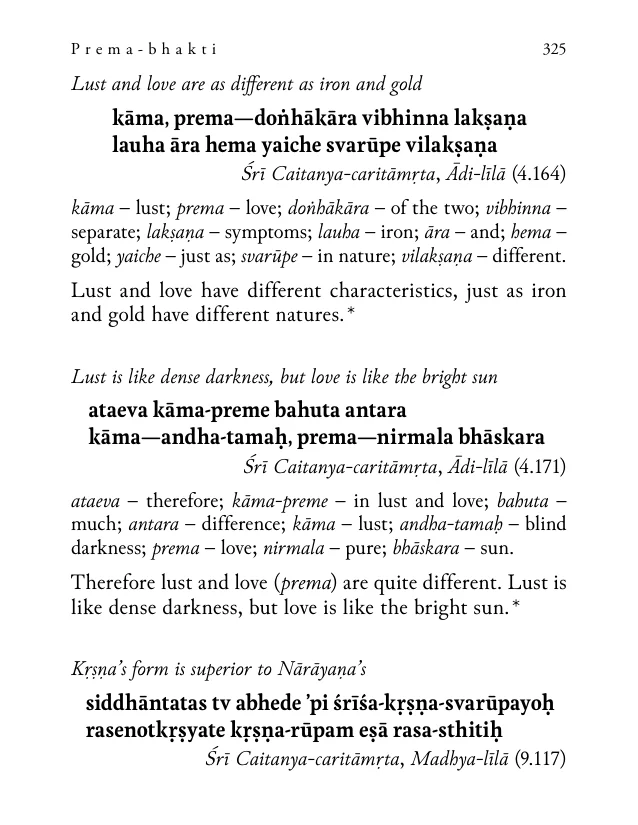 Prema-bhakti 325
Lust and love are as different as iron and gold
kāma, prema—doṅhākāra vibhinna lakṣaṇa
lauha āra hema yaiche svarūpe vilakṣaṇa
Śrī Caitanya-caritāmṛta, Ādi-līlā (4.164)
kāma – lust; prema – love; doṅhākāra – of the two; vibhinna –
separate; lakṣaṇa – symptoms; lauha – iron; āra – and; hema –
gold; yaiche – just as; svarūpe – in nature; vilakṣaṇa – different.
Lust and love have different characteristics, just as iron
and gold have different natures.*
Lust is like dense darkness, but love is like the bright sun
ataeva kāma-preme bahuta antara
kāma—andha-tamaḥ, prema—nirmala bhāskara
Śrī Caitanya-caritāmṛta, Ādi-līlā (4.171)
ataeva – therefore; kāma-preme – in lust and love; bahuta –
much; antara – difference; kāma – lust; andha-tamaḥ – blind
darkness; prema – love; nirmala – pure; bhāskara – sun.
Therefore lust and love (prema) are quite different. Lust is
like dense darkness, but love is like the bright sun.*
Kṛṣṇa’s form is superior to Nārāyaṇa’s
siddhāntatas tv abhede ’pi śrīśa-kṛṣṇa-svarūpayoḥ
rasenotkṛṣyate kṛṣṇa-rūpam eṣā rasa-sthitiḥ
Śrī Caitanya-caritāmṛta, Madhya-līlā (9.117)